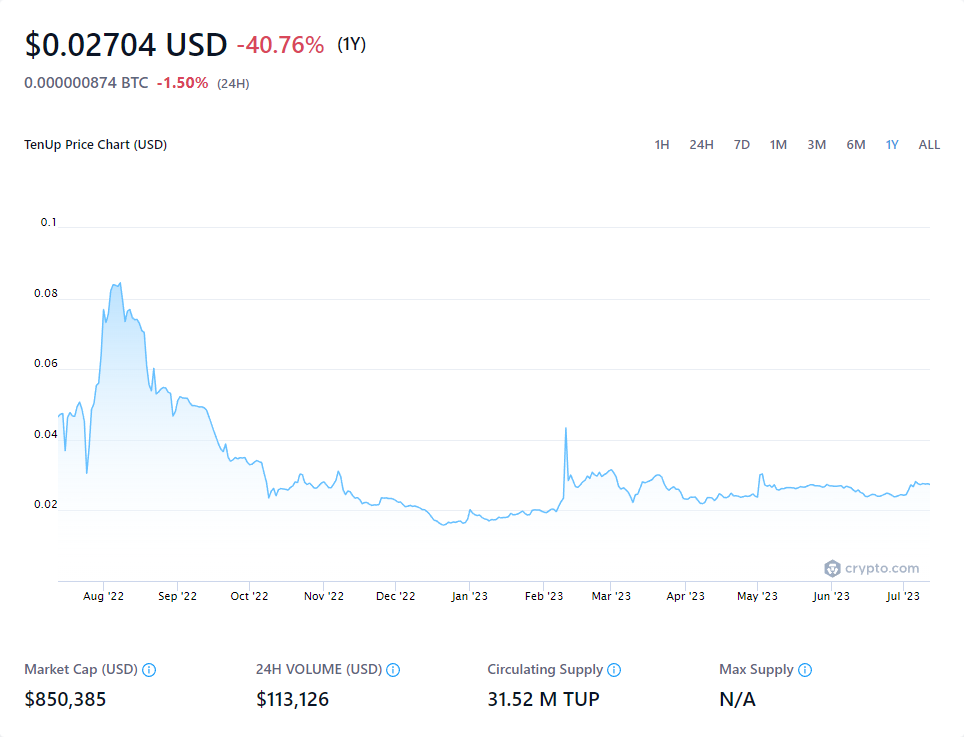 $0.02704 USD -40.76% (1Y)
0.000000874 BTC -1.50% (24H)
TenUp Price Chart (USD) 1H 24H 7D 1M 3M 6M 1Y ALL
0.1
0.08
0.06
0.04
0.02
crypto.com
Aug '22 Sep '22 Oct '22 Nov '22 Dec '22 Jan '23 Feb '23 Mar '23 Apr '23 May '23 Jun '23 Jul '23
Market Cap (USD) 24H VOLUME (USD) Circulating Supply Max Supply
$850,385 $113,126 31.52 M TUP N/A